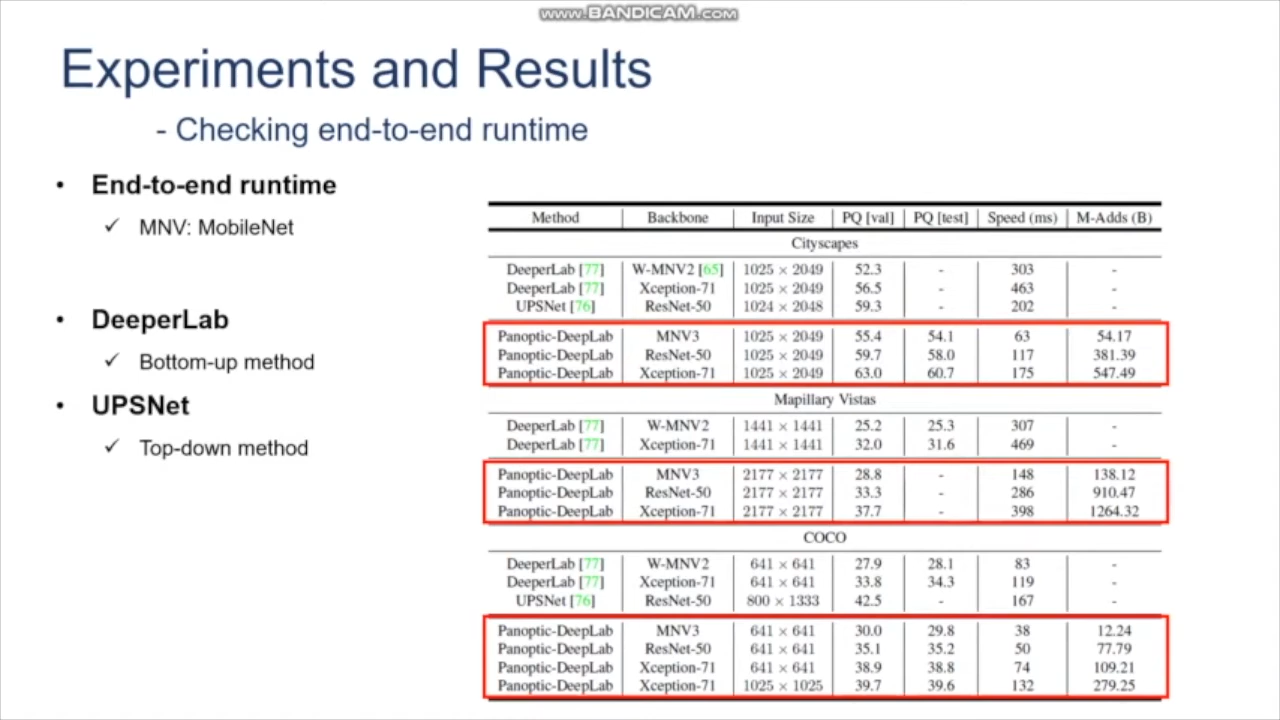 www.BANDICAM.com
Experiments and Results
- Checking end-to-end runtime
• End-to-end runtime
✓ MNV: MobileNet
• DeeperLab
✓ Bottom-up method
• UPSNet
✓ Top-down method
Method Backbone Input Size PQ [val] PQ [test] Speed (ms) M-Adds (B)
Cityscapes
DeeperLab [77] W-MNV2 [65] 1025 × 2049 52.3 - 303 -
DeeperLab [77] Xception-71 1025 × 2049 56.5 - 463 -
UPSNet [76] ResNet-50 1024 × 2048 59.3 - 202 -
Panoptic-DeepLab MNV3 1025 × 2049 55.4 54.1 63 54.17
Panoptic-DeepLab ResNet-50 1025 × 2049 59.7 58.0 117 381.39
Panoptic-DeepLab Xception-71 1025 × 2049 63.0 60.7 175 547.49
Mapillary Vistas
DeeperLab [77] W-MNV2 1441 × 1441 25.2 25.3 307 -
DeeperLab [77] Xception-71 1441 × 1441 32.0 31.6 469 -
Panoptic-DeepLab MNV3 2177 × 2177 28.8 - 148 138.12
Panoptic-DeepLab ResNet-50 2177 × 2177 33.3 - 286 910.47
Panoptic-DeepLab Xception-71 2177 × 2177 37.7 - 398 1264.32
COCO
DeeperLab [77] W-MNV2 641 × 641 27.9 28.1 83 -
DeeperLab [77] Xception-71 641 × 641 33.8 34.3 119 -
UPSNet [76] ResNet-50 800 × 1333 42.5 - 167 -
Panoptic-DeepLab MNV3 641 × 641 30.0 29.8 38 12.24
Panoptic-DeepLab ResNet-50 641 × 641 35.1 35.2 50 77.79
Panoptic-DeepLab Xception-71 641 × 641 38.9 38.8 74 109.21
Panoptic-DeepLab Xception-71 1025 × 1025 39.7 39.6 132 279.25